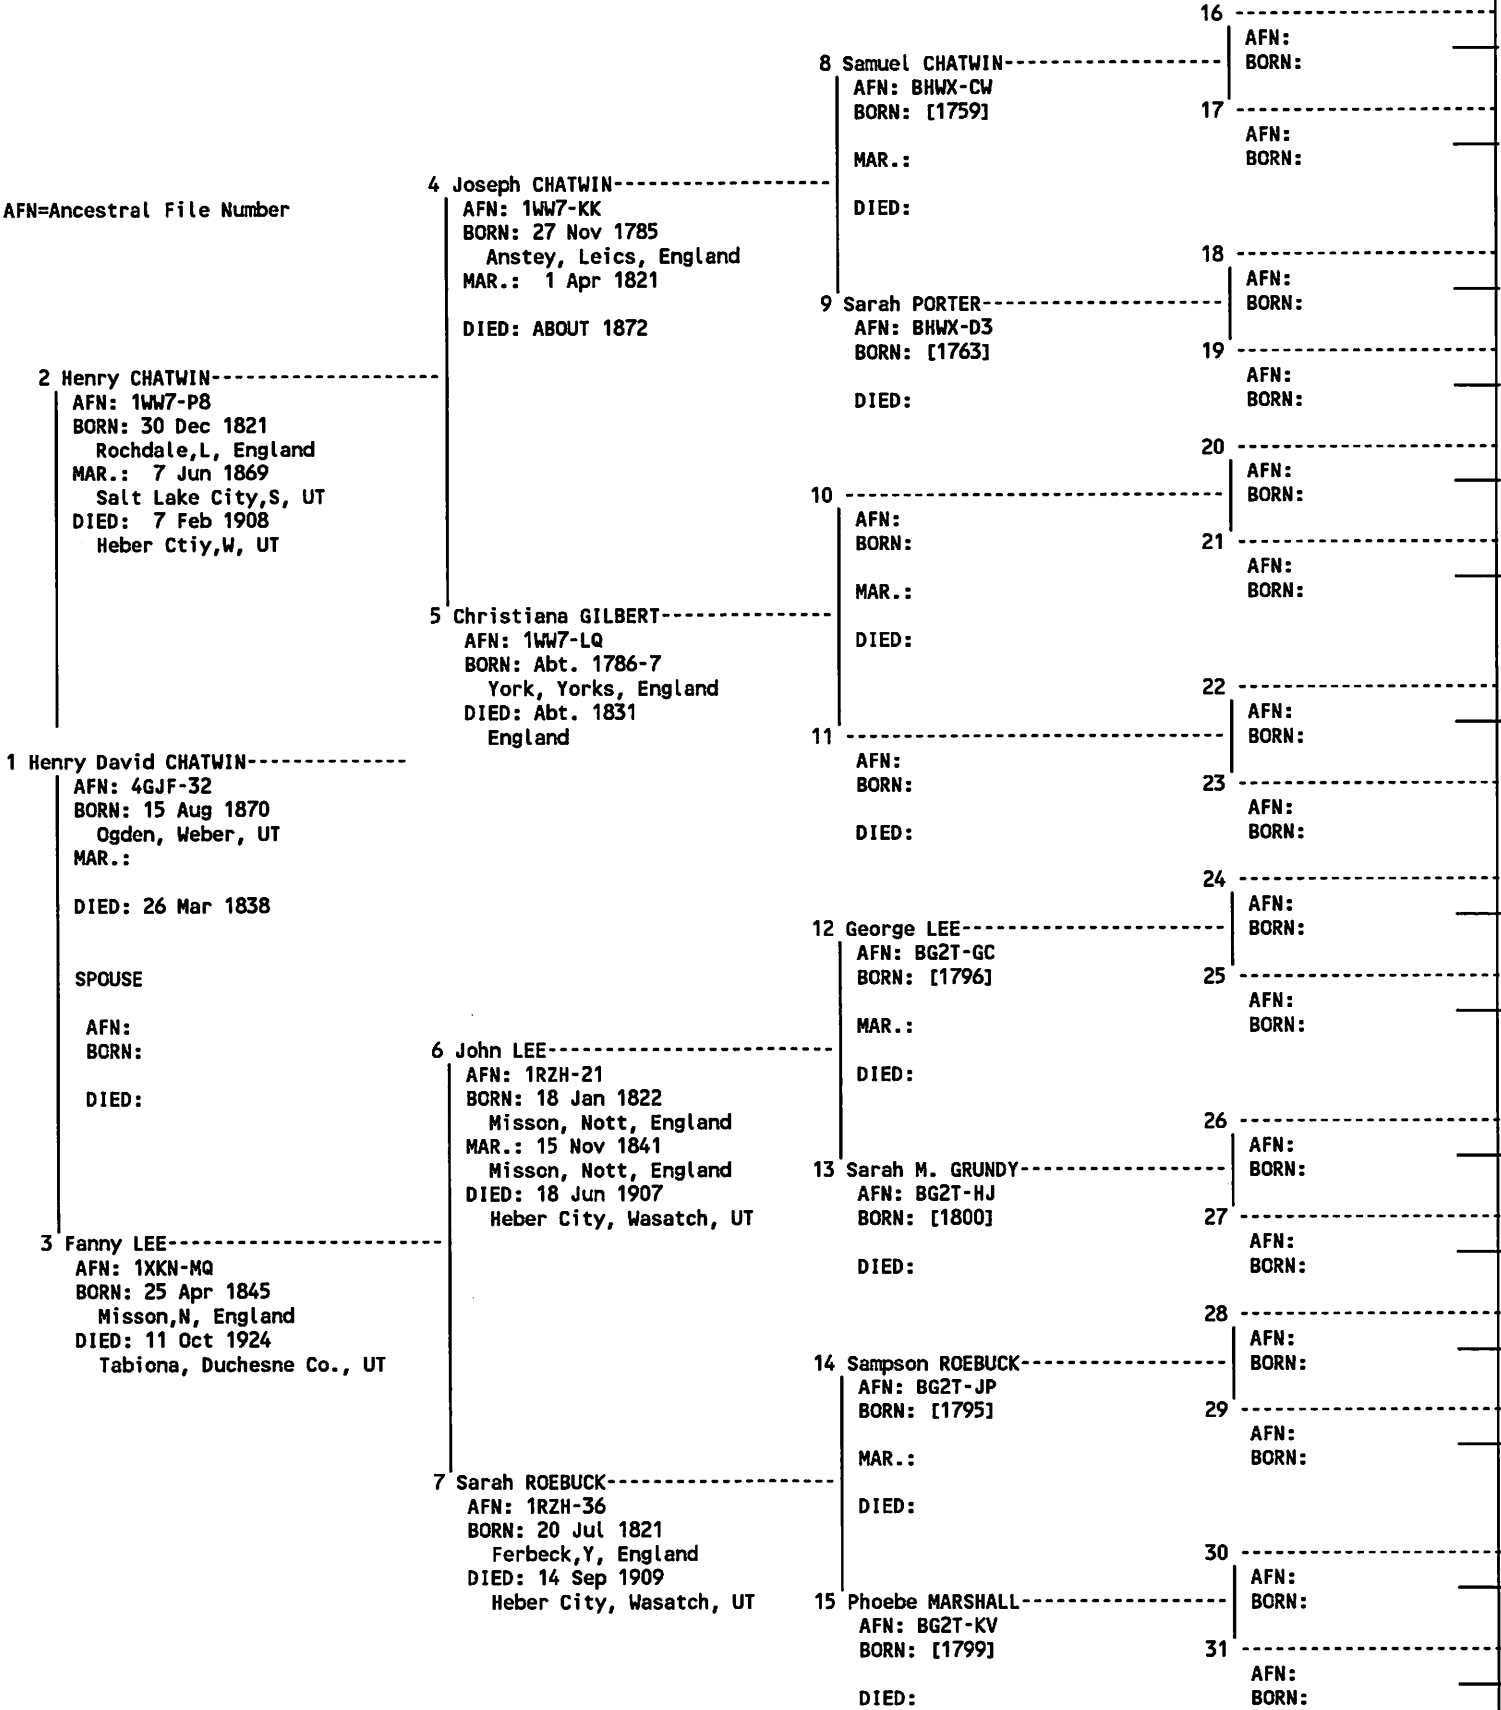 AFN=Ancestral File Number
1 Henry David CHATWIN--------------
AFN: 4GJF-32
BORN: 15 Aug 1870
Ogden, Weber, UT
MAR.:
DIED: 26 Mar 1838
SPOUSE
AFN:
BORN:
DIED:
2 Henry CHATWIN--------------------
AFN: 1WW7-P8
BORN: 30 Dec 1821
Rochdale,L, England
MAR.:  7 Jun 1869
Salt Lake City,S, UT
DIED:  7 Feb 1908
Heber Ctiy,W, UT
3 Fanny LEE------------------------
AFN: 1XKN-MQ
BORN: 25 Apr 1845
Misson,N, England
DIED: 11 Oct 1924
Tabiona, Duchesne Co., UT
4 Joseph CHATWIN-------------------
AFN: 1WW7-KK
BORN: 27 Nov 1785
Anstey, Leics, England
MAR.:  1 Apr 1821
DIED: ABOUT 1872
5 Christiana GILBERT---------------
AFN: 1WW7-LQ
BORN: Abt. 1786-7
York, Yorks, England
DIED: Abt. 1831
England
6 John LEE-------------------------
AFN: 1RZH-21
BORN: 18 Jan 1822
Misson, Nott, England
MAR.: 15 Nov 1841
Misson, Nott, England
DIED: 18 Jun 1907
Heber City, Wasatch, UT
7 Sarah ROEBUCK--------------------
AFN: 1RZH-36
BORN: 20 Jul 1821
Ferbeck,Y, England
DIED: 14 Sep 1909
Heber City, Wasatch, UT
8 Samuel CHATWIN-------------------
AFN: BHWX-CW
BORN: [1759]
MAR.:
DIED:
9 Sarah PORTER---------------------
AFN: BHWX-D3
BORN: [1763]
DIED:
10 ---------------------------------
AFN:
BORN:
MAR.:
DIED:
11 ---------------------------------
AFN:
BORN:
DIED:
12 George LEE-----------------------
AFN: BG2T-GC
BORN: [1796]
MAR.:
DIED:
13 Sarah M. GRUNDY------------------
AFN: BG2T-HJ
BORN: [1800]
DIED:
14 Sampson ROEBUCK------------------
AFN: BG2T-JP
BORN: [1795]
MAR.:
DIED:
15 Phoebe MARSHALL------------------
AFN: BG2T-KV
BORN: [1799]
DIED:
16 -----------------------
AFN:
BORN:
17 -----------------------
AFN:
BORN:
18 -----------------------
AFN:
BORN:
19 -----------------------
AFN:
BORN:
20 -----------------------
AFN:
BORN:
21 -----------------------
AFN:
BORN:
22 -----------------------
AFN:
BORN:
23 -----------------------
AFN:
BORN:
24 -----------------------
AFN:
BORN:
25 -----------------------
AFN:
BORN:
26 -----------------------
AFN:
BORN:
27 -----------------------
AFN:
BORN:
28 -----------------------
AFN:
BORN:
29 -----------------------
AFN:
BORN:
30 -----------------------
AFN:
BORN:
31 -----------------------
AFN:
BORN: